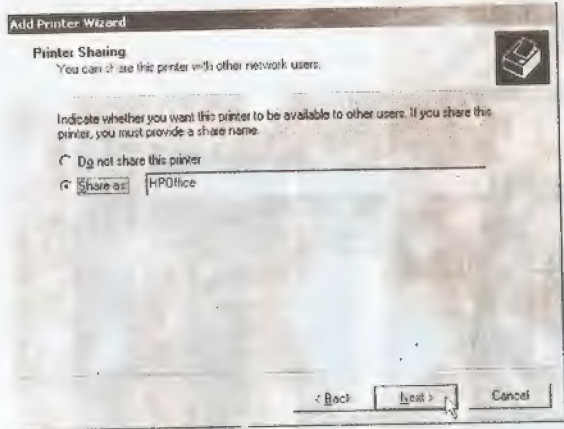 Add Printer Wizard
Printer Sharing
You can share this printer with other network users.
Indicate whether you want this printer to be available to other users. If you share this
printer, you must provide a share name.
Do not share this printer
Share as: HPOffice
< Back Next > Cancel